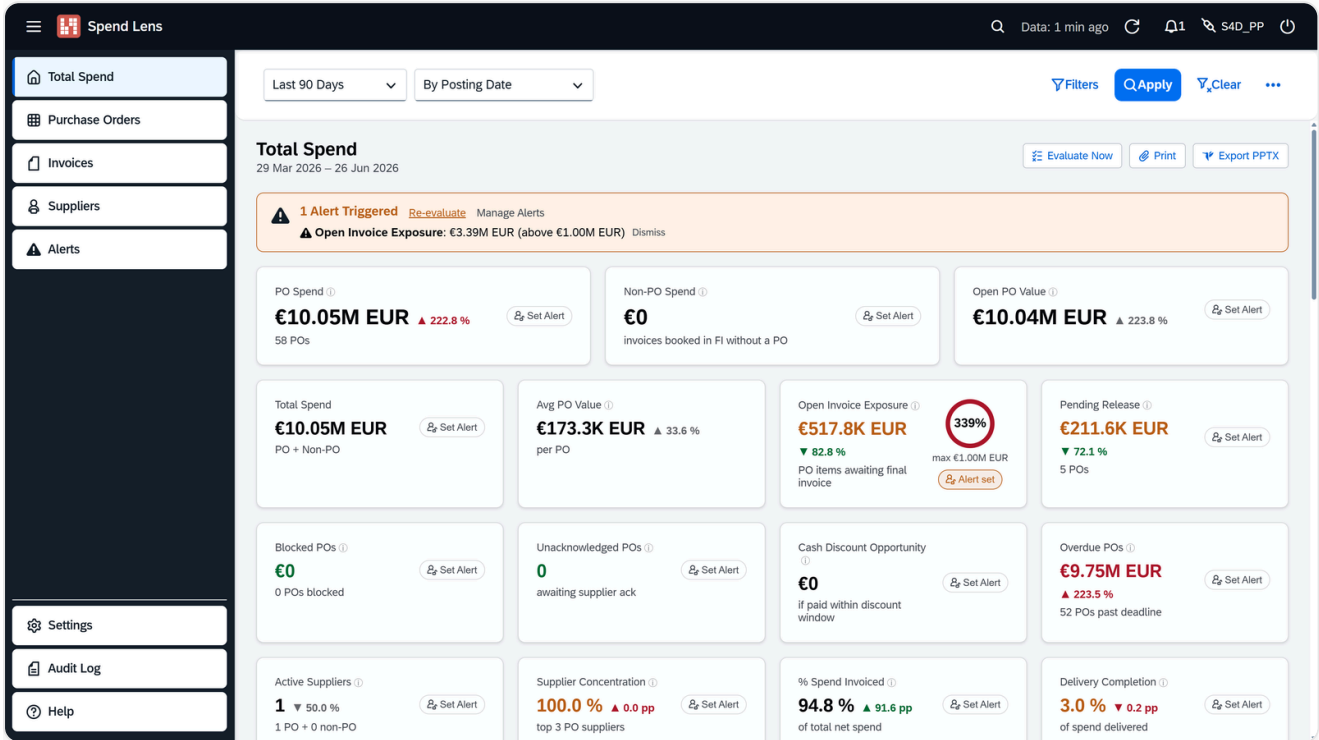 Spend Lens
Data: 1 min ago
1
S4D_PP
Total Spend
Purchase Orders
Invoices
Suppliers
Alerts
Settings
Audit Log
Help
Last 90 Days
By Posting Date
Filters
Apply
Clear
Total Spend
29 Mar 2026 – 26 Jun 2026
Evaluate Now
Print
Export PPTX
1 Alert Triggered Re-evaluate Manage Alerts
Open Invoice Exposure: €3.39M EUR (above €1.00M EUR) Dismiss
PO Spend
€10.05M EUR ▲ 222.8 %
58 POs
Set Alert
Non-PO Spend
€0
invoices booked in FI without a PO
Set Alert
Open PO Value
€10.04M EUR ▲ 223.8 %
Set Alert
Total Spend
€10.05M EUR
PO + Non-PO
Set Alert
Avg PO Value
€173.3K EUR ▲ 33.6 %
per PO
Open Invoice Exposure
€517.8K EUR
▼ 82.8 %
PO items awaiting final
invoice
339%
max €1.00M EUR
Alert set
Pending Release
€211.6K EUR
▼ 72.1 %
5 POs
Set Alert
Blocked POs
€0
0 POs blocked
Set Alert
Unacknowledged POs
0
awaiting supplier ack
Set Alert
Cash Discount Opportunity
€0
if paid within discount
window
Set Alert
Overdue POs
€9.75M EUR
▲ 223.5 %
52 POs past deadline
Set Alert
Active Suppliers
1 ▼ 50.0 %
1 PO + 0 non-PO
Set Alert
Supplier Concentration
100.0 % ▲ 0.0 pp
top 3 PO suppliers
Set Alert
% Spend Invoiced
94.8 % ▲ 91.6 pp
of total net spend
Set Alert
Delivery Completion
3.0 % ▼ 0.2 pp
of spend delivered
Set Alert